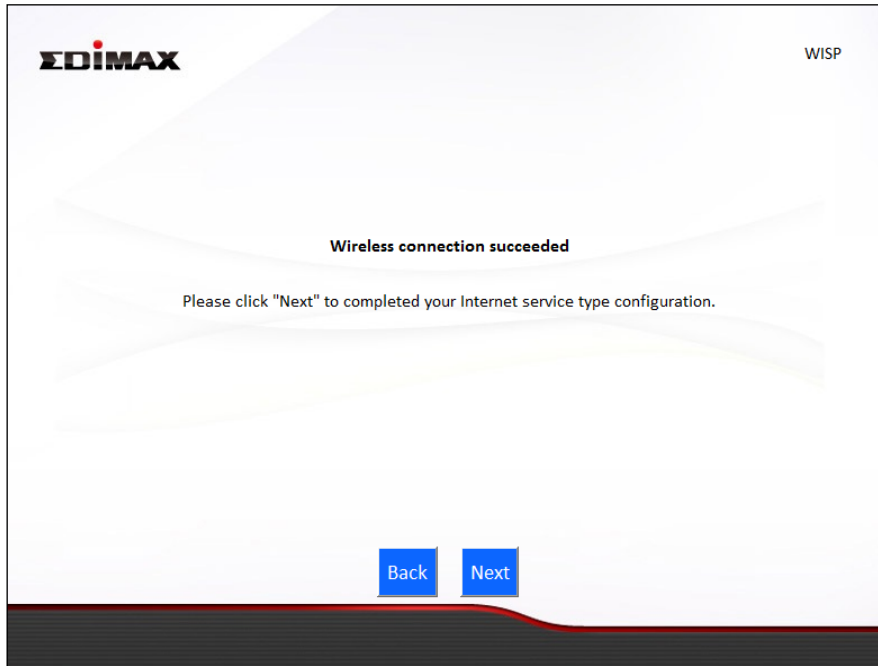 EDIMAX
WISP
Wireless connection succeeded
Please click "Next" to completed your Internet service type configuration.
Back
Next